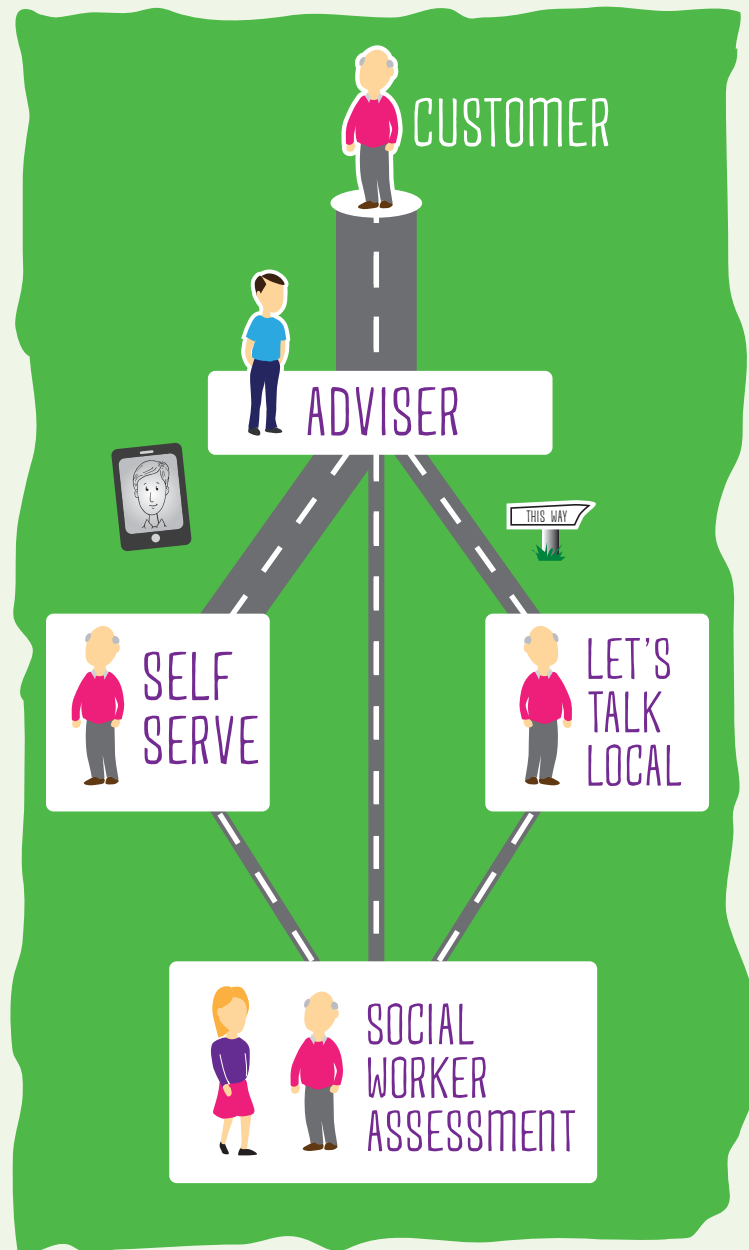 CUSTOMER
ADVISER
THIS WAY
SELF
SERVE
LET'S
TALK
LOCAL
SOCIAL
WORKER
ASSESSMENT